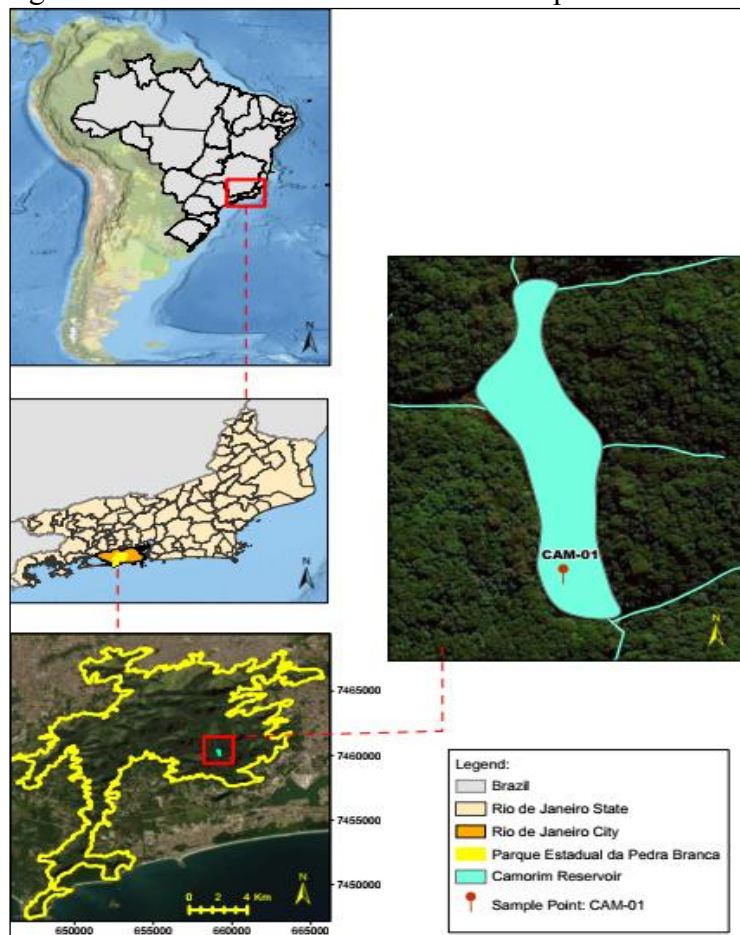 N
N
CAM-01
N
7465000
7460000
7455000
7450000
0 2 4 Km
N
650000 655000 660000 665000
Legend:
Brazil
Rio de Janeiro State
Rio de Janeiro City
Parque Estadual da Pedra Branca
Camorim Reservoir
Sample Point: CAM-01